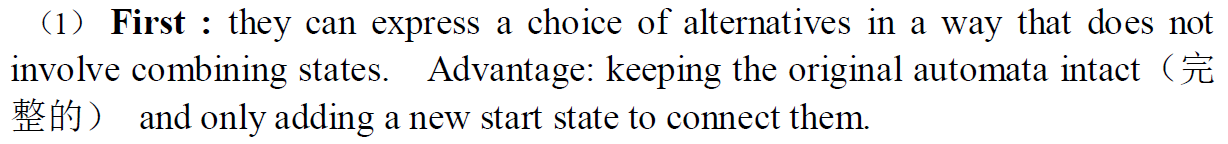 （1） First : they can express a choice of alternatives in a way that does not
involve combining states. Advantage: keeping the original automata intact（完
整的） and only adding a new start state to connect them.